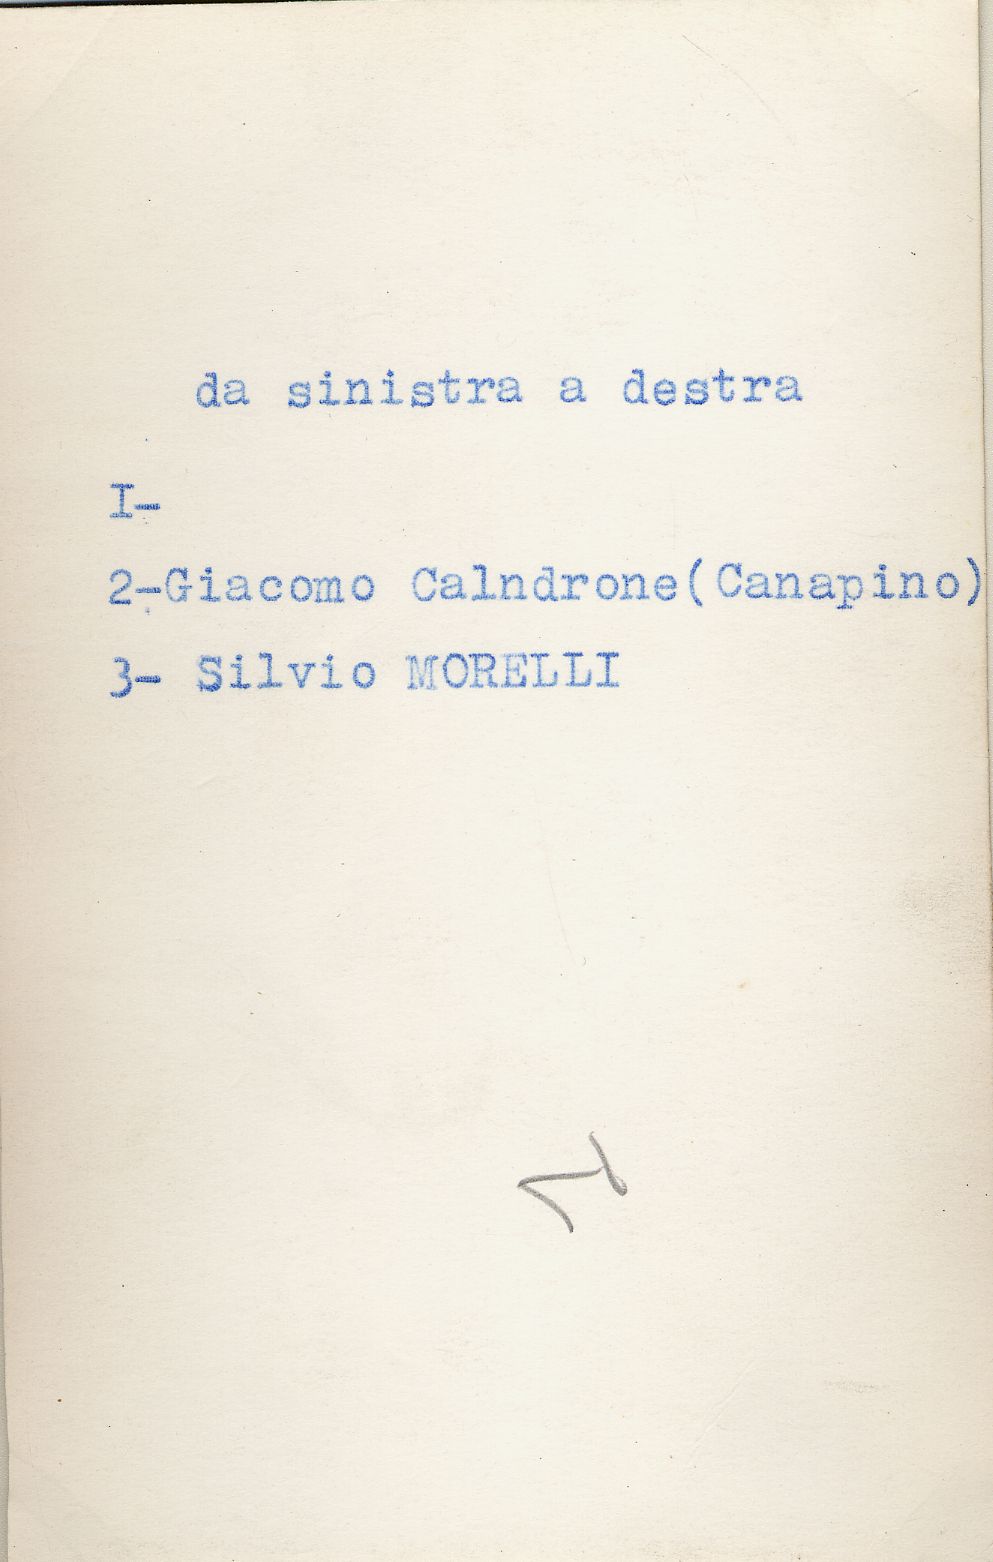 da sinistra a destra
I-
2-Giacomo Calndrone(Canapino)
3- Silvio MORELLI